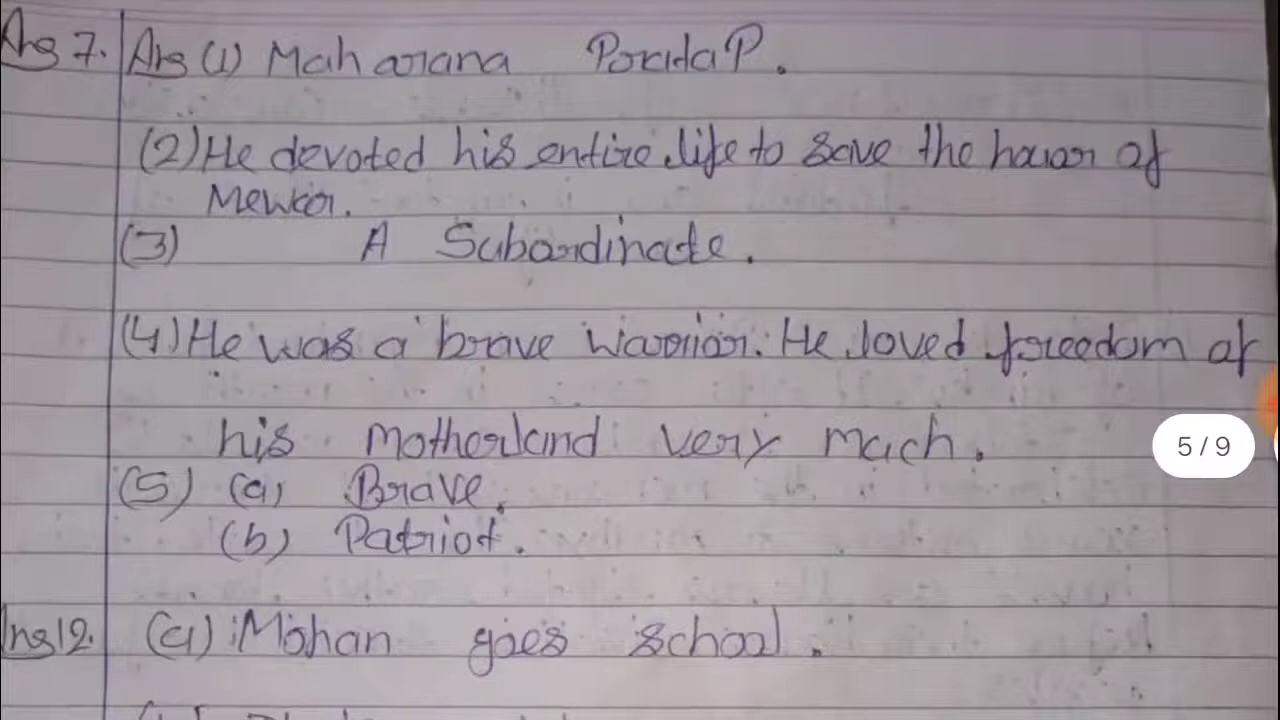 Ans 7. Ans (1) Maharana Pratap.
(2) He devoted his entire life to save the honor of
Mewar.
(3) A Subordinate.
(4) He was a brave warrior. He loved freedom of
his motherland very much.
5/9
(5) (a) Brave.
(b) Patriot.
Ans 12. (a) Mohan goes school.